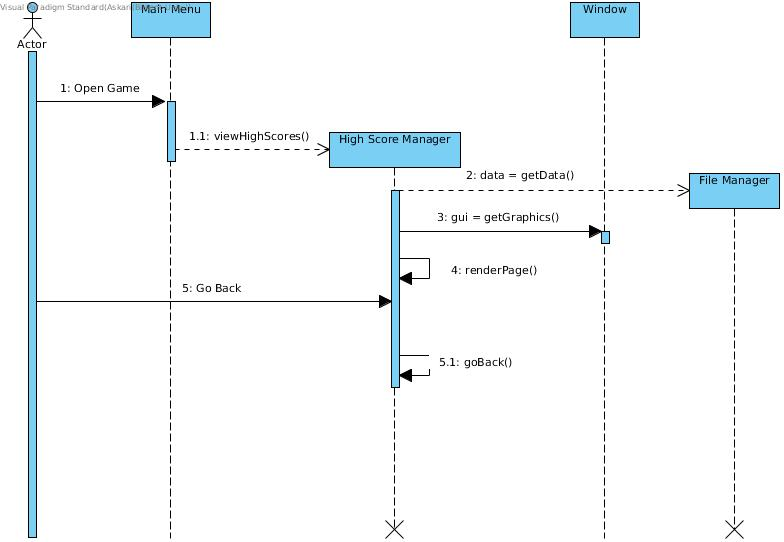 Visual Paradigm Standard(Askan
Main Menu
Window
Actor
1: Open Game
1.1: viewHighScores()
High Score Manager
2: data = getData()
File Manager
3: gui = getGraphics()
4: renderPage()
5: Go Back
5.1: goBack()